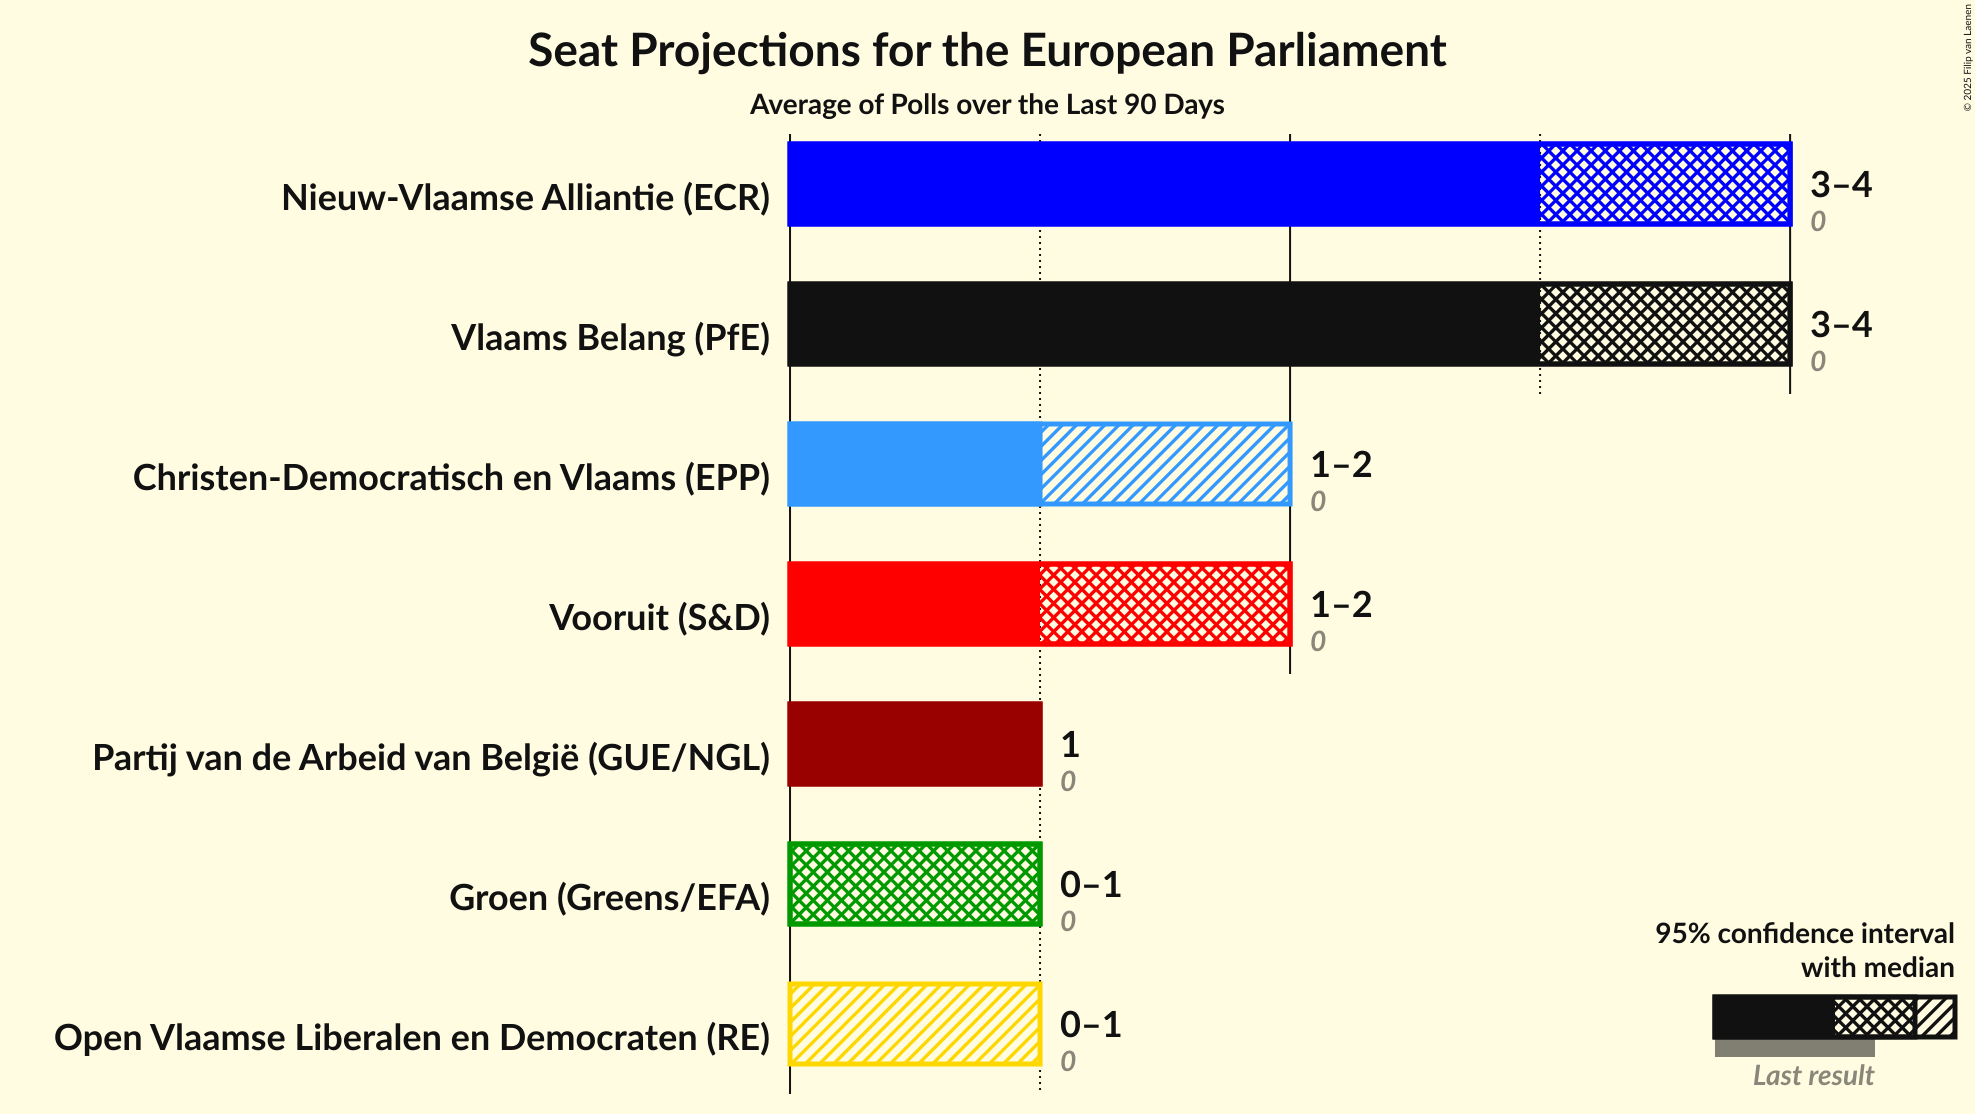 Seat Projections for the European Parliament
Average of Polls over the Last 90 Days
© 2025 Filip van Laenen
Nieuw-Vlaamse Alliantie (ECR)
3–4
0
Vlaams Belang (PfE)
3–4
0
Christen-Democratisch en Vlaams (EPP)
1–2
0
Vooruit (S&D)
1–2
0
Partij van de Arbeid van België (GUE/NGL)
1
0
Groen (Greens/EFA)
0–1
0
Open Vlaamse Liberalen en Democraten (RE)
0–1
0
95% confidence interval
with median
Last result